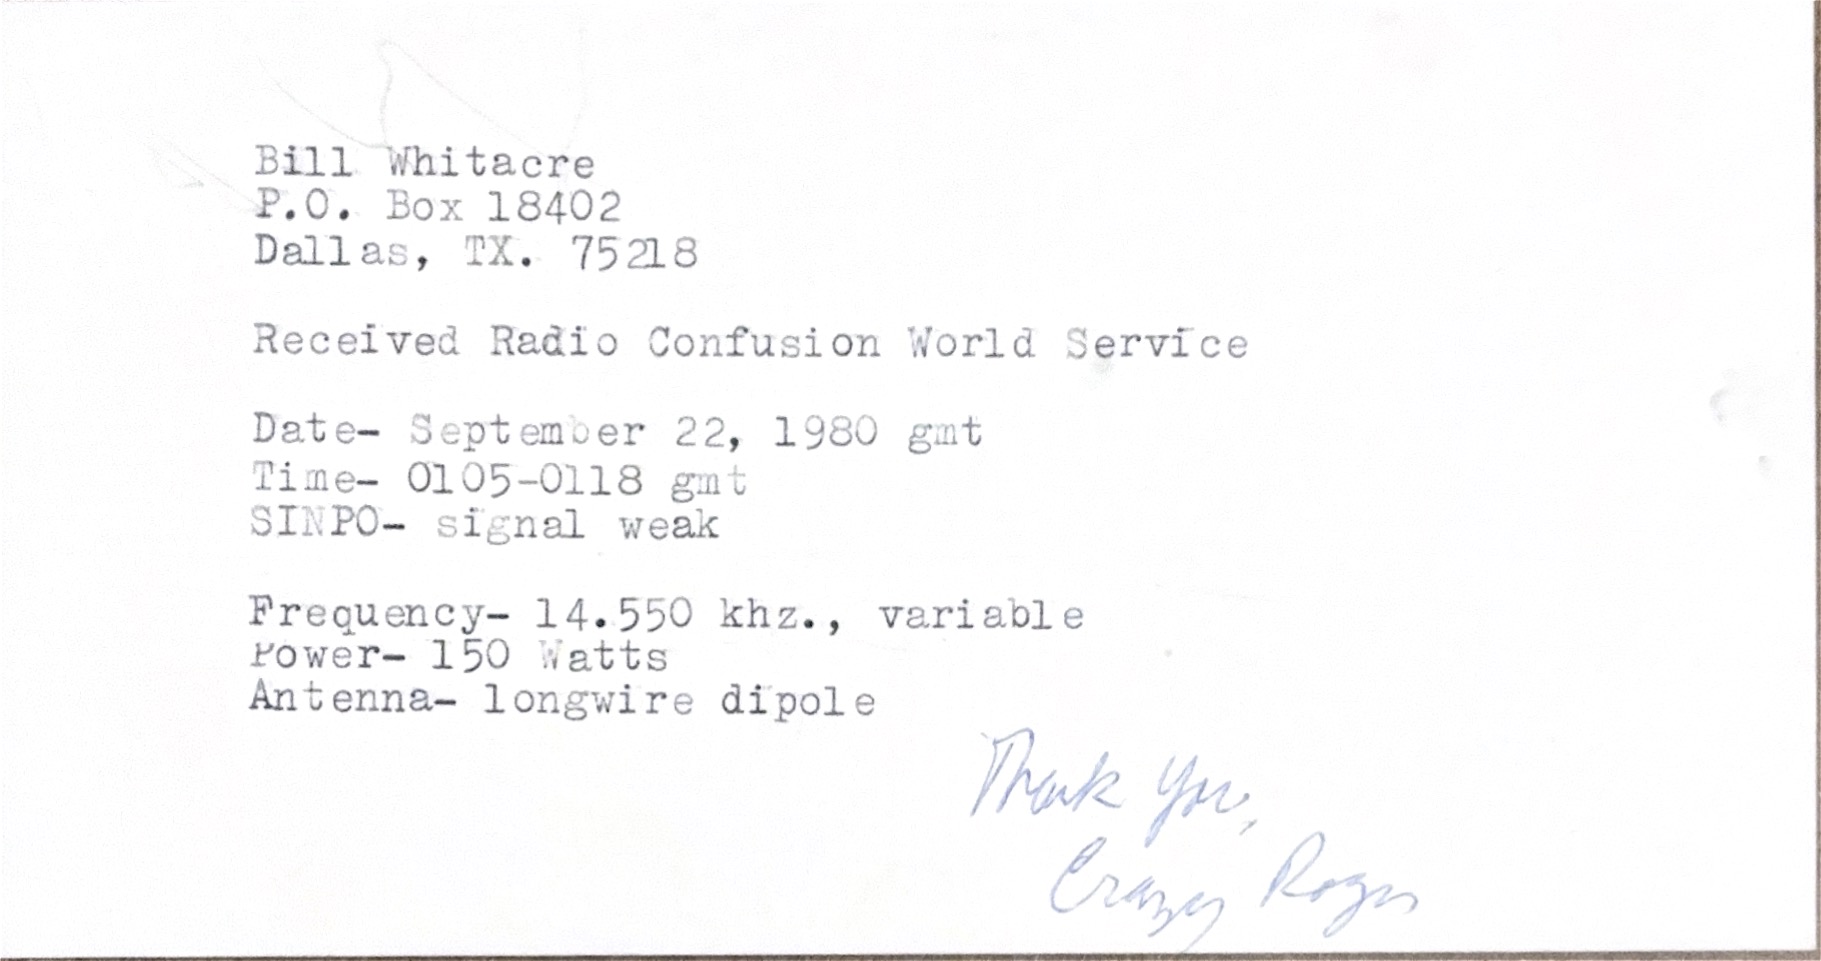 Bill Whitacre
P.O. Box 18402
Dallas, TX. 75218
Received Radio Confusion World Service
Date- September 22, 1980 gmt
Time- 0105-0118 gmt
SINPO- signal weak
Frequency- 14.550 khz., variable
Power- 150 Watts
Antenna- longwire dipole
Thank You,
Crazy Roger